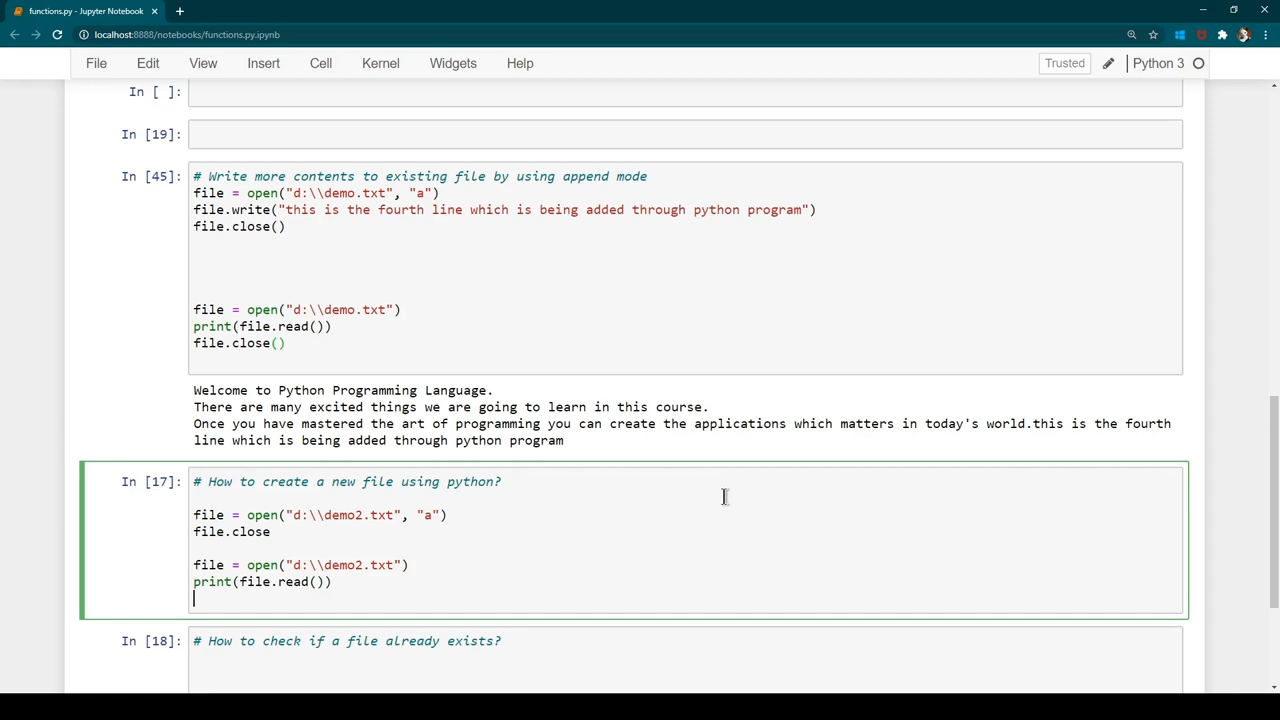 functions.py - Jupyter Notebook
localhost:8888/notebooks/functions.py.ipynb
File Edit View Insert Cell Kernel Widgets Help Trusted Python 3
In [ ]:
In [19]:
In [45]: # Write more contents to existing file by using append mode
file = open("d:\\demo.txt", "a")
file.write("this is the fourth line which is being added through python program")
file.close()
file = open("d:\\demo.txt")
print(file.read())
file.close()
Welcome to Python Programming Language.
There are many excited things we are going to learn in this course.
Once you have mastered the art of programming you can create the applications which matters in today's world.this is the fourth
line which is being added through python program
In [17]: # How to create a new file using python?
file = open("d:\\demo2.txt", "a")
file.close
file = open("d:\\demo2.txt")
print(file.read())
In [18]: # How to check if a file already exists?